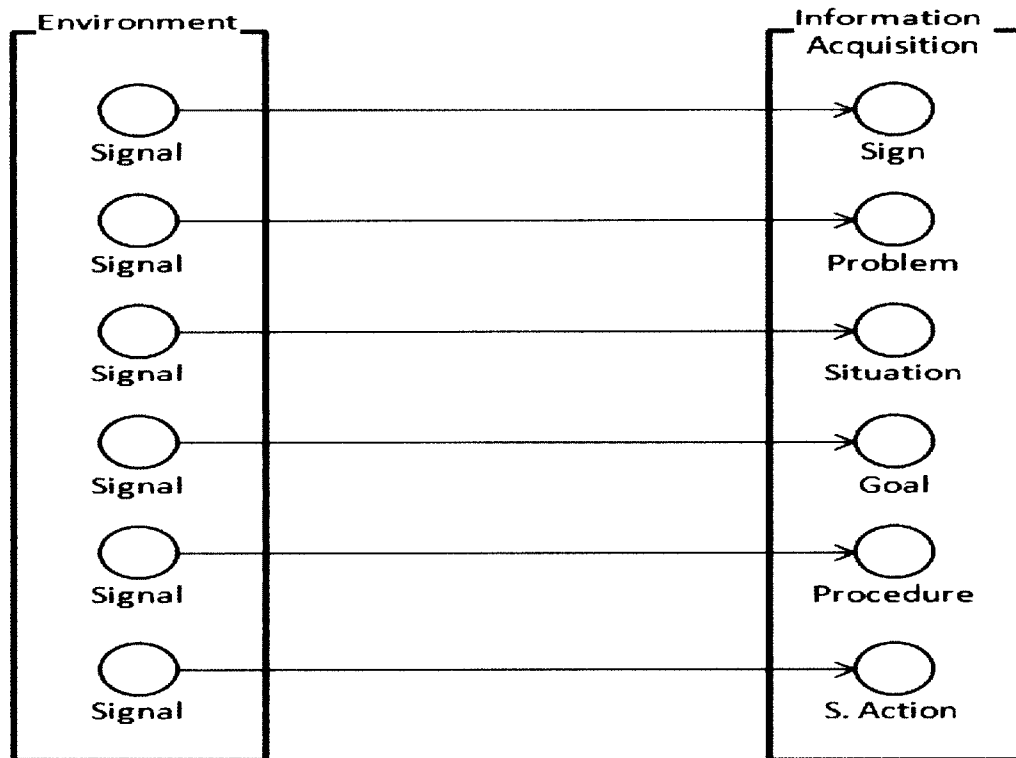 Environment
Information
Acquisition
Signal
Sign
Signal
Problem
Signal
Situation
Signal
Goal
Signal
Procedure
Signal
S. Action